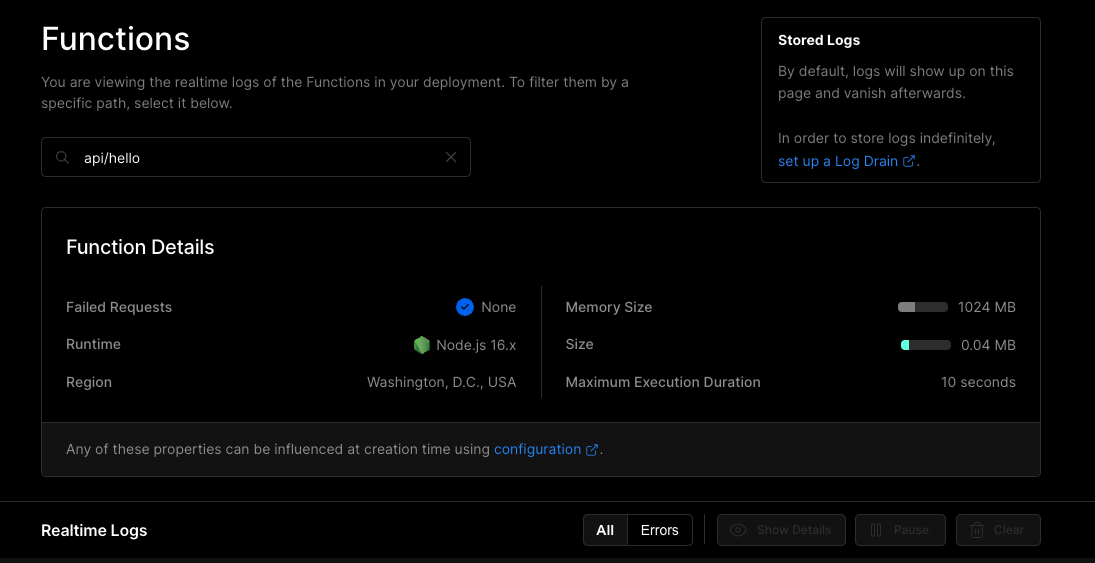 Functions
You are viewing the realtime logs of the Functions in your deployment. To filter them by a
specific path, select it below.
api/hello
Stored Logs
By default, logs will show up on this
page and vanish afterwards.
In order to store logs indefinitely,
set up a Log Drain.
Function Details
Failed Requests None
Runtime Node.js 16.x
Region Washington, D.C., USA
Memory Size 1024 MB
Size 0.04 MB
Maximum Execution Duration 10 seconds
Any of these properties can be influenced at creation time using configuration.
Realtime Logs All Errors Show Details Pause Clear